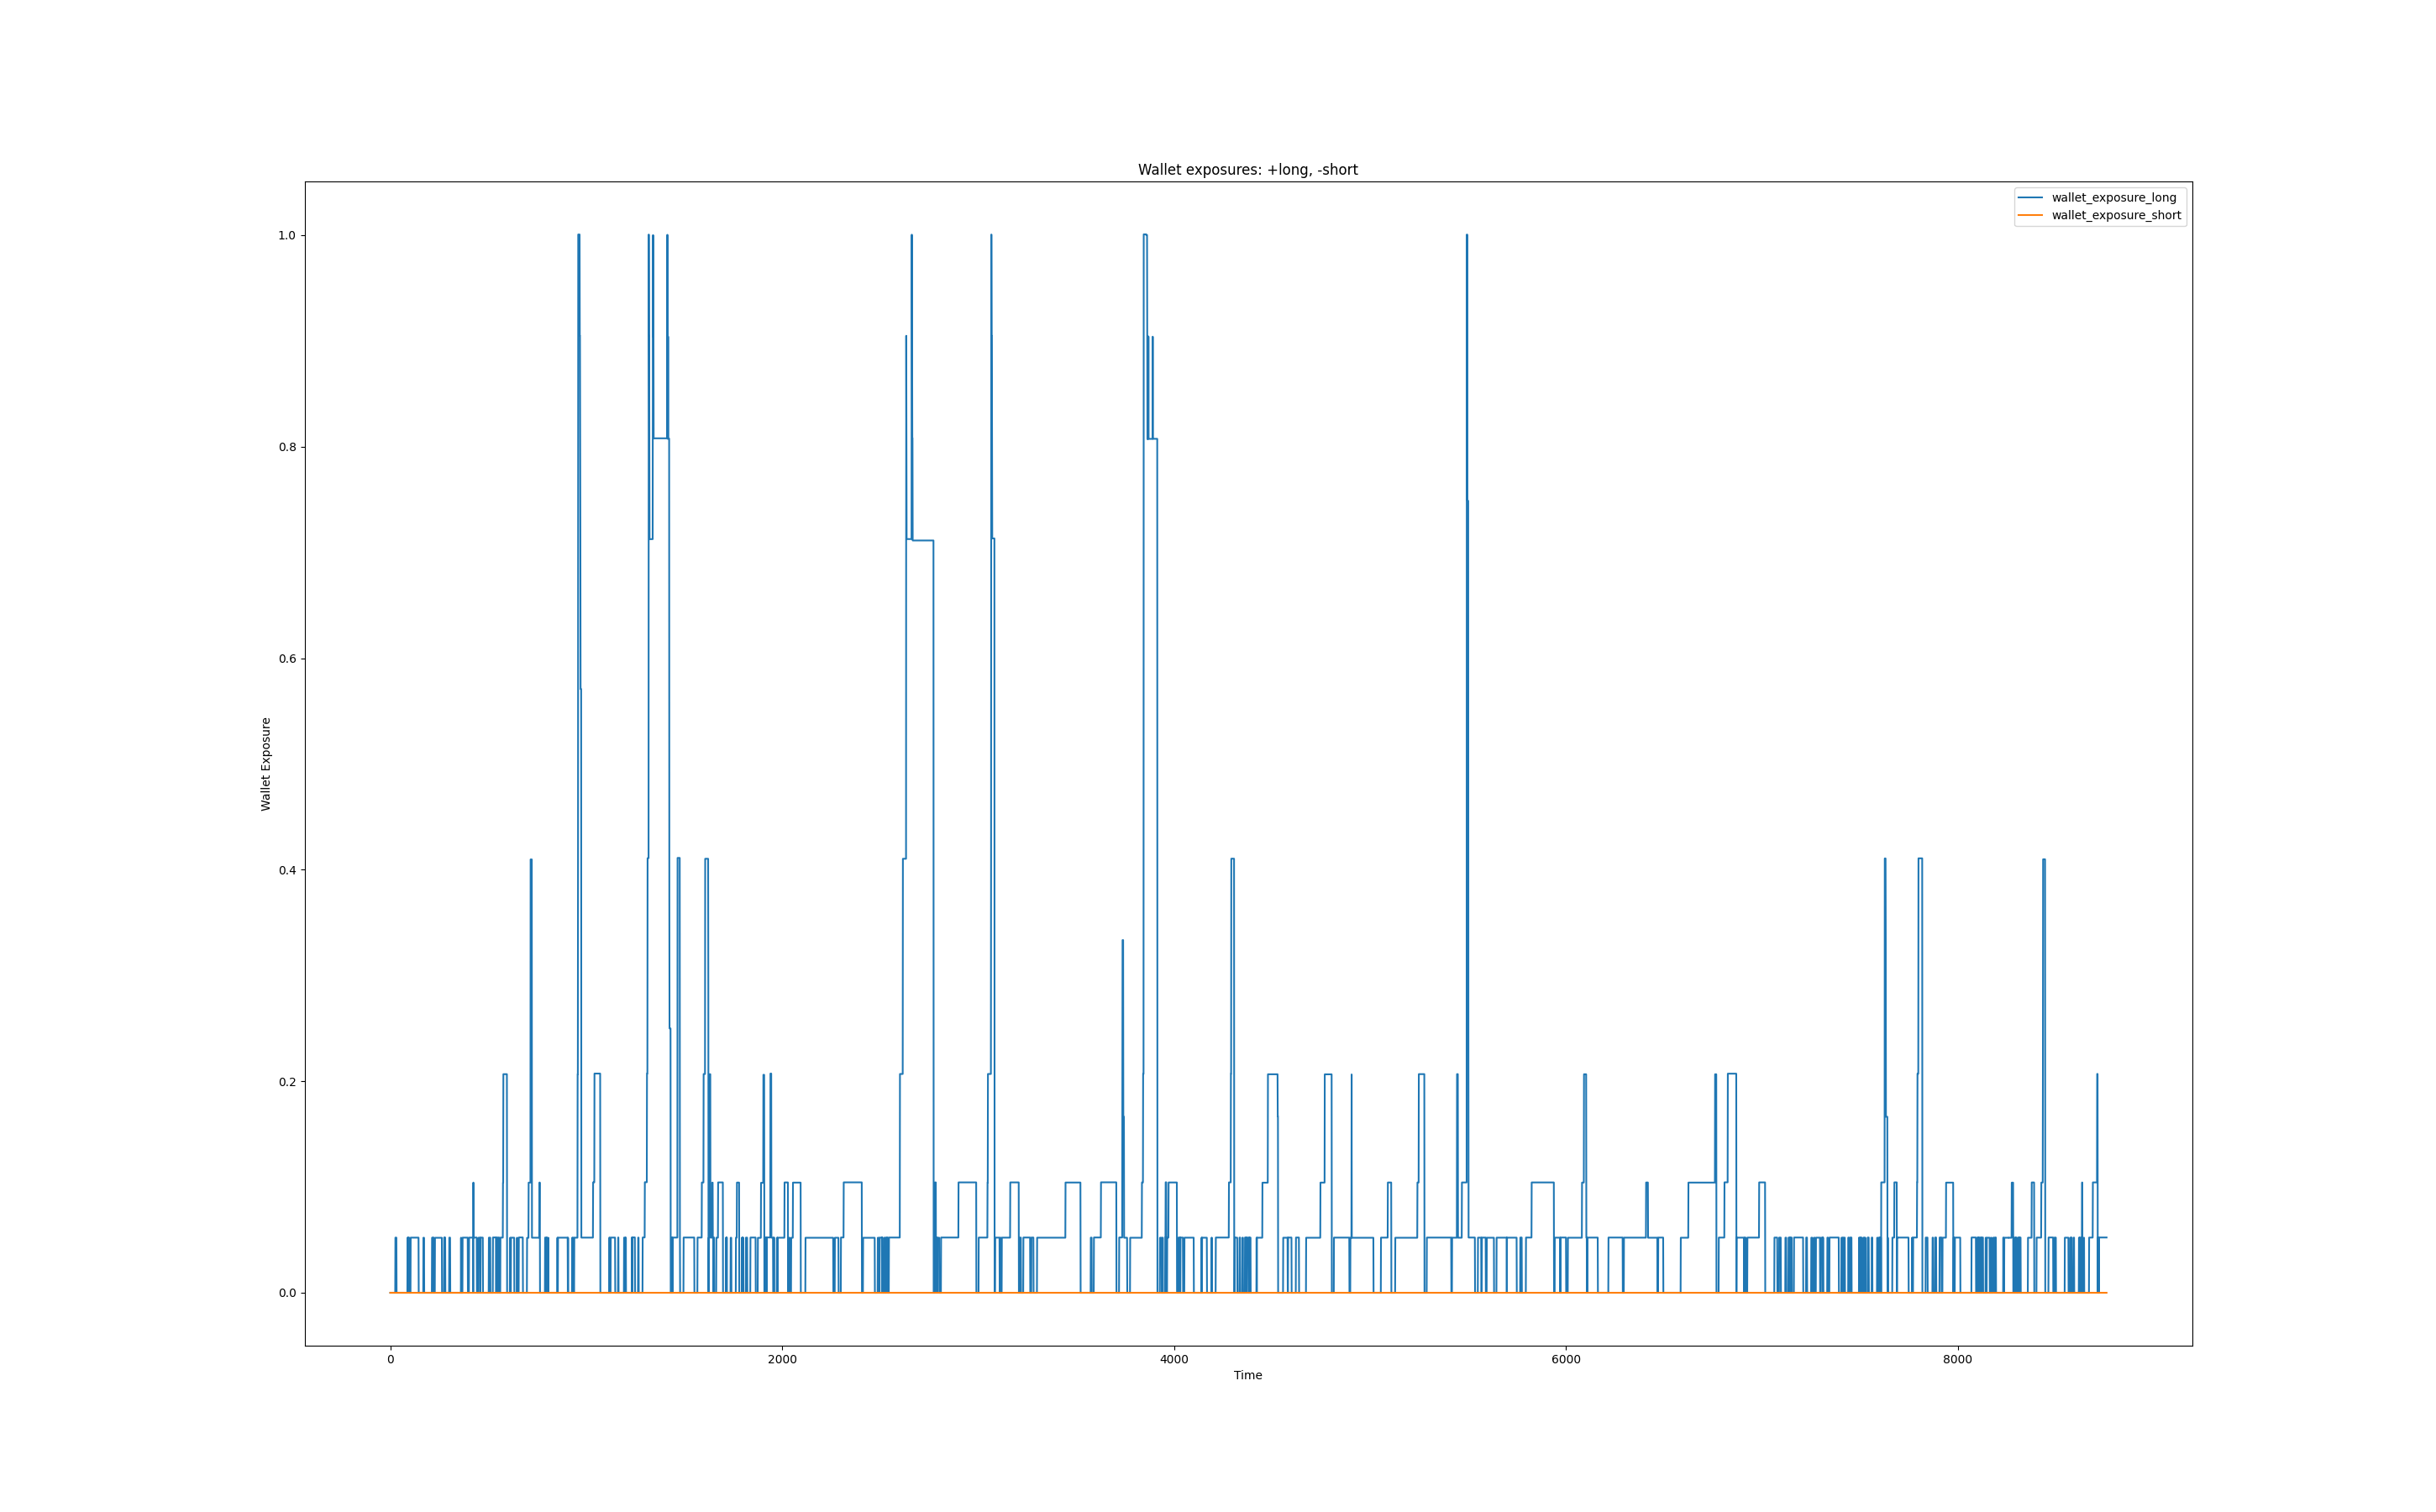 Wallet exposures: +long, -short
wallet_exposure_long
wallet_exposure_short
1.0
0.8
0.6
0.4
0.2
0.0
Wallet Exposure
0 2000 4000 6000 8000
Time